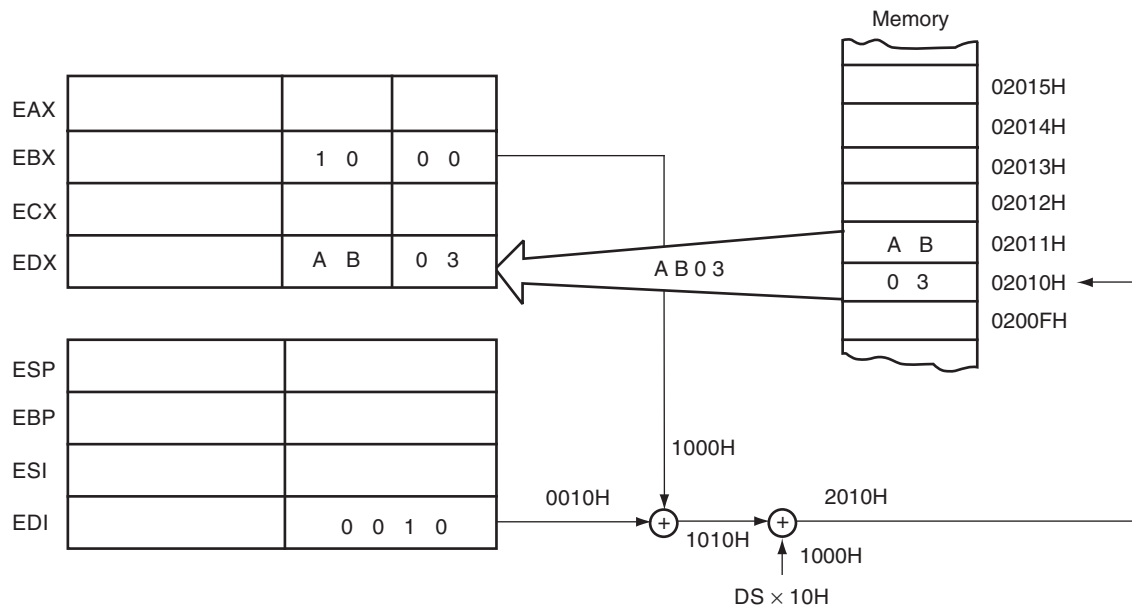 Memory
02015H
EAX
02014H
EBX 1 0 0 0
02013H
ECX
02012H
EDX A B 0 3
A B 0 3
A B 02011H
0 3 02010H
0200FH
ESP
EBP
ESI
1000H
EDI 0 0 1 0
0010H
1010H
2010H
1000H
DS × 10H